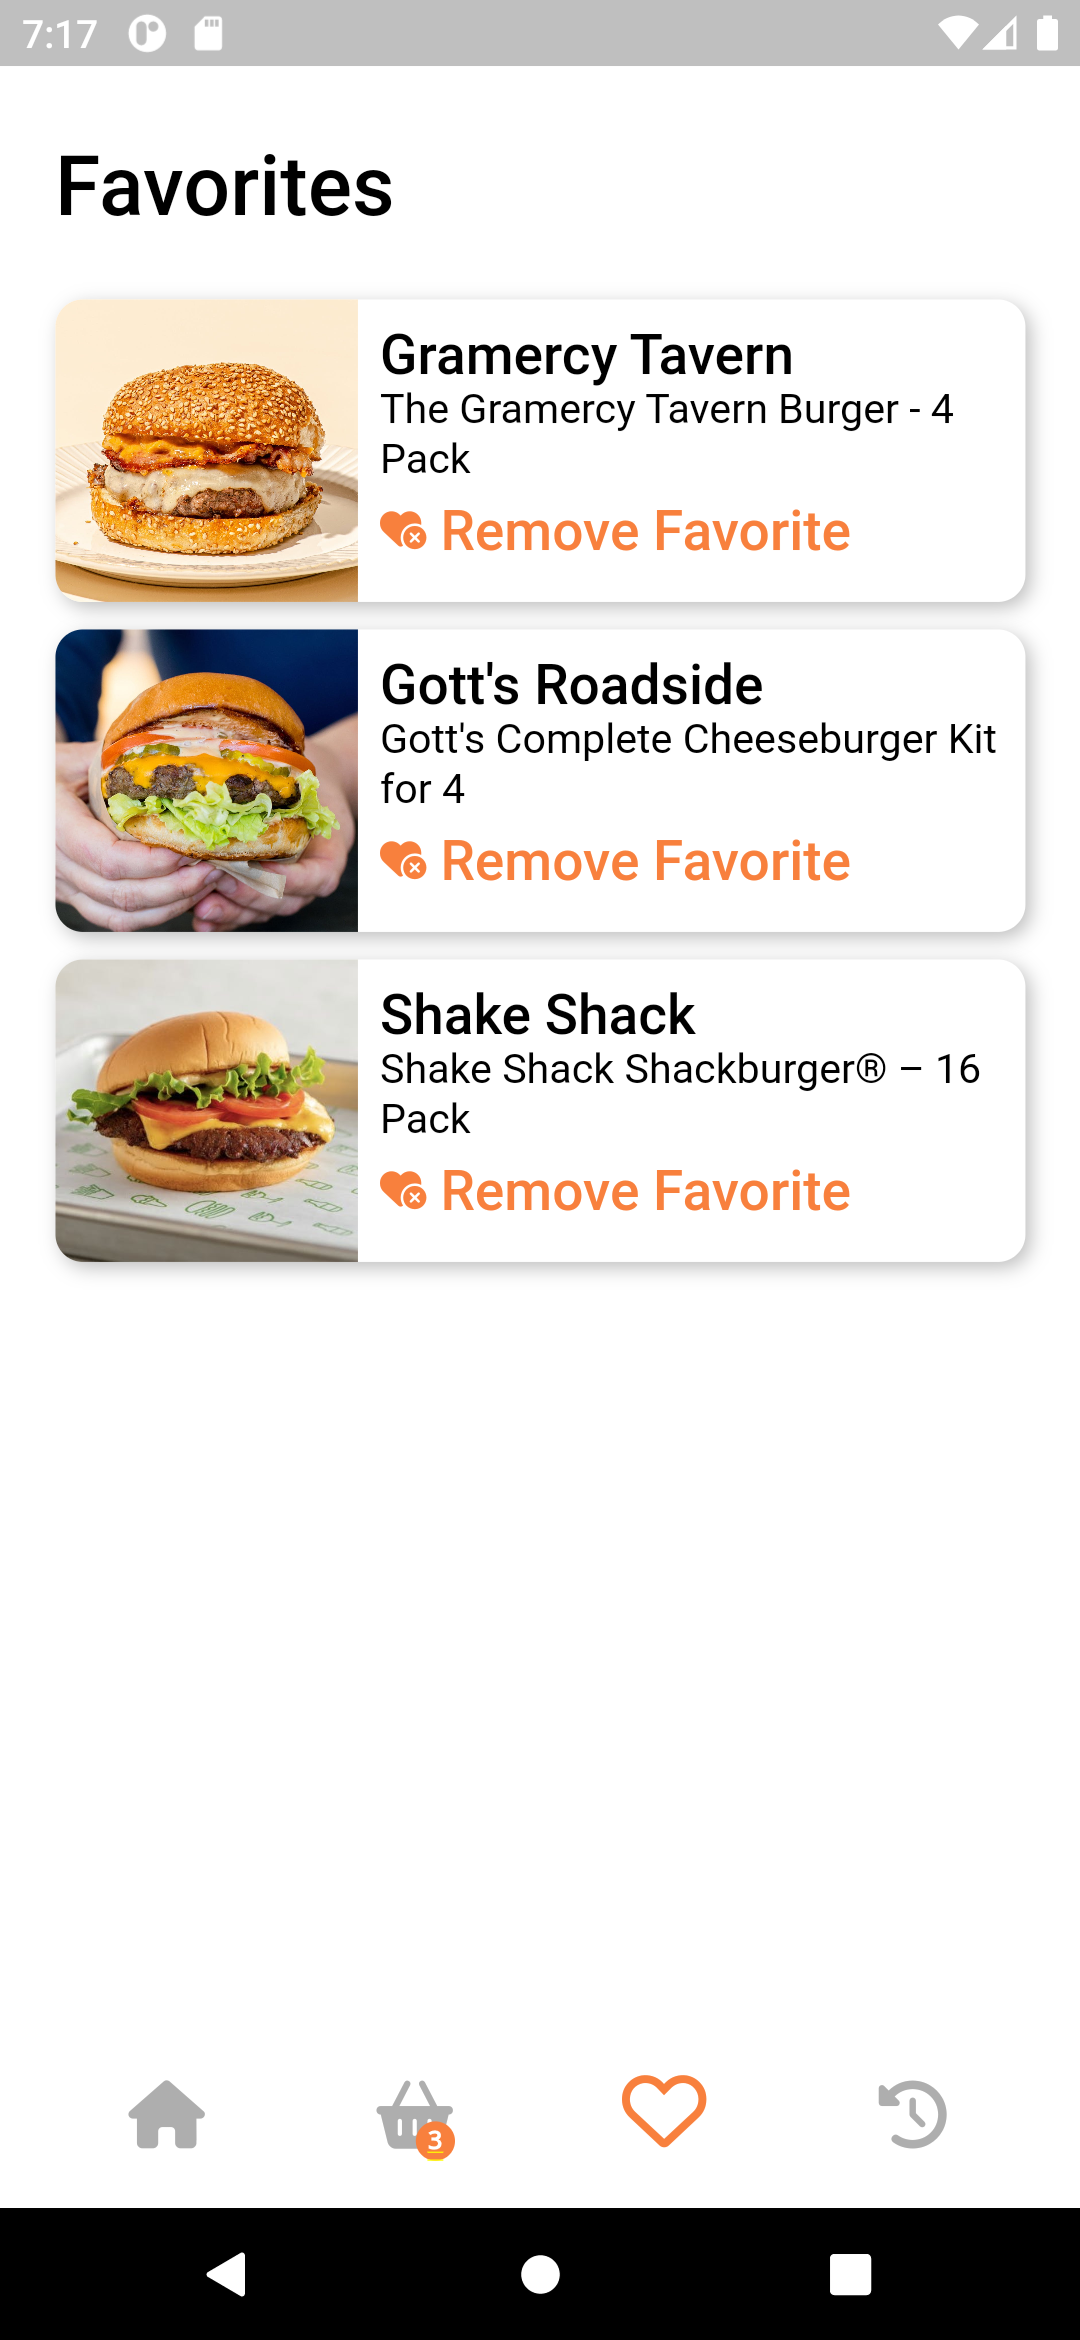 7:17
Favorites
Gramercy Tavern
The Gramercy Tavern Burger - 4
Pack
Remove Favorite
Gott's Roadside
Gott's Complete Cheeseburger Kit
for 4
Remove Favorite
Shake Shack
Shake Shack Shackburger® – 16
Pack
Remove Favorite
3